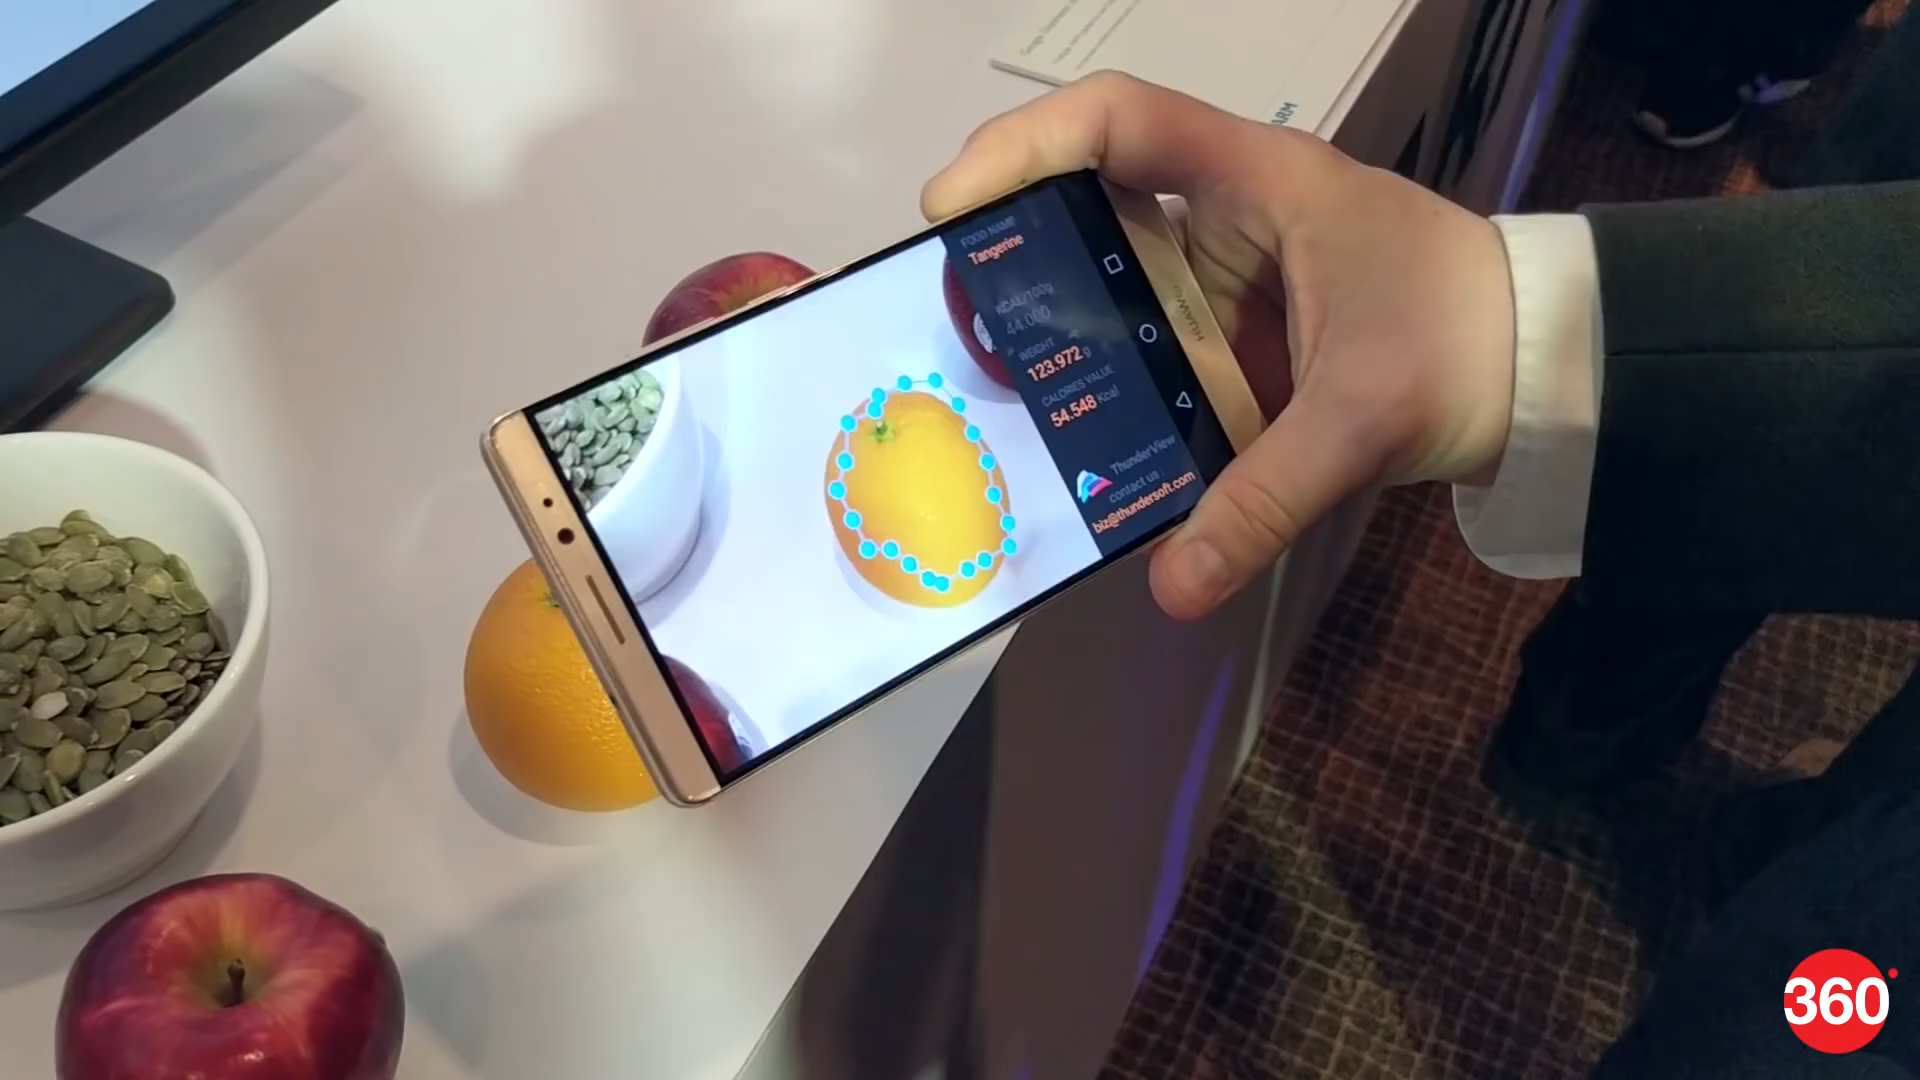 ARM
FOOD NAME
Tangerine
KCAL/100g
44.000
WEIGHT
123.972 g
CALORIES VALUE
54.548 Kcal
ThunderView
contact us :
biz@thundersoft.com
HUAWEI
360